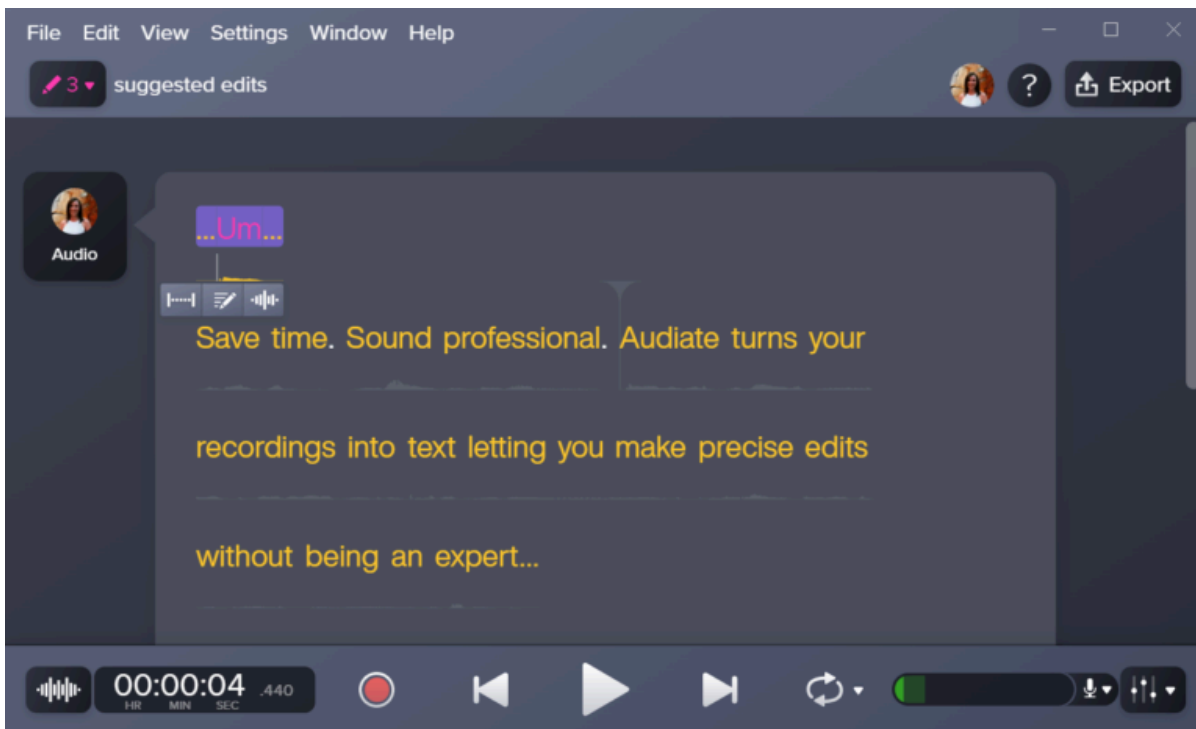 File Edit View Settings Window Help
3 suggested edits
? Export
Audio
...Um...
Save time. Sound professional. Audiate turns your
recordings into text letting you make precise edits
without being an expert...
00:00:04 .440
HR MIN SEC